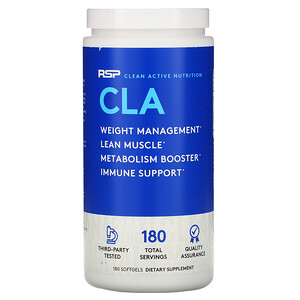 RSP CLEAN ACTIVE NUTRITION
CLA
WEIGHT MANAGEMENT*
LEAN MUSCLE*
METABOLISM BOOSTER*
IMMUNE SUPPORT*
THIRD-PARTY TESTED
180 TOTAL SERVINGS
QUALITY ASSURANCE
180 SOFTGELS DIETARY SUPPLEMENT